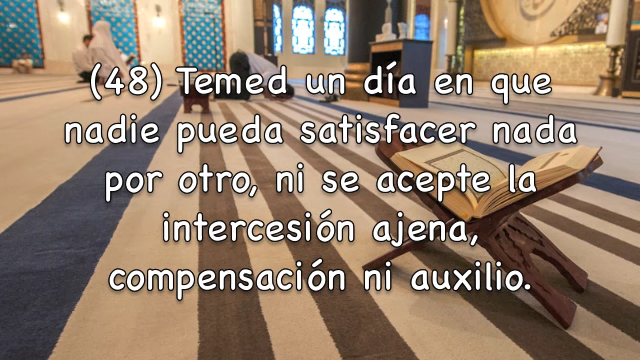 (48) Temed un día en que
nadie pueda satisfacer nada
por otro, ni se acepte la
intercesión ajena,
compensación ni auxilio.